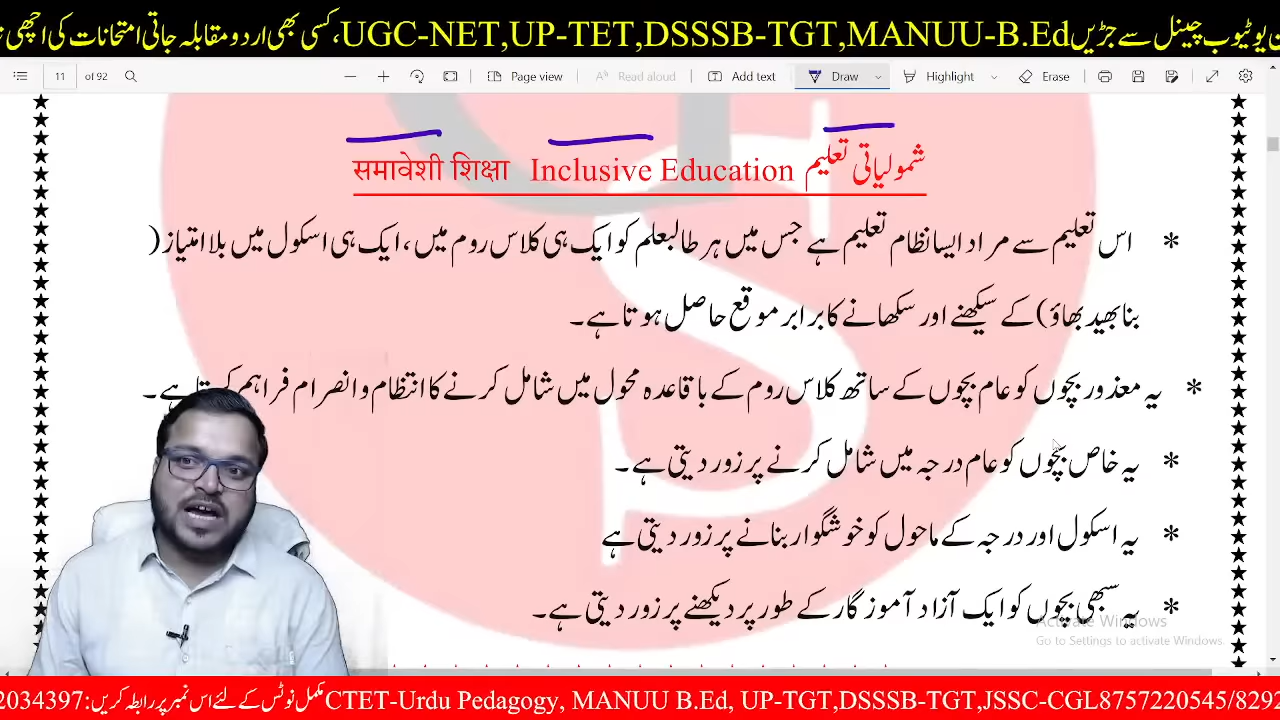 ن یوٹیوب چینل سے جڑیں UGC-NET,UP-TET,DSSSB-TGT,MANUU-B.Ed، کسی بھی اردو مقابلہ جاتی امتحانات کی اچھی
11 of 92 Page view Read aloud Add text Draw Highlight Erase
شمولیاتی تعلیم Inclusive Education समावेशी शिक्षा
* اس تعلیم سے مراد ایسا نظام تعلیم ہے جس میں ہر طالبعلم کو ایک ہی کلاس روم میں، ایک ہی اسکول میں بلا امتیاز (
بنا بھید بھاؤ) کے سیکھنے اور سکھانے کا برابر موقع حاصل ہوتا ہے۔
* یہ معذور بچوں کو عام بچوں کے ساتھ کلاس روم کے باقاعدہ محول میں شامل کرنے کا انتظام وانصرام فراہم کرتا ہے۔
* یہ خاص بچوں کو عام درجہ میں شامل کرنے پر زور دیتی ہے۔
* یہ اسکول اور درجہ کے ماحول کو خوشگوار بنانے پر زور دیتی ہے
* یہ سبھی بچوں کو ایک آزاد آموزگار کے طور پر دیکھنے پر زور دیتی ہے۔
Activate Windows
Go to Settings to activate Windows.
2034397 مکمل نوٹس کے لئے اس نمبر پر رابطہ کریں: CTET-Urdu Pedagogy, MANUU B.Ed, UP-TGT,DSSSB-TGT,JSSC-CGL8757220545/8292